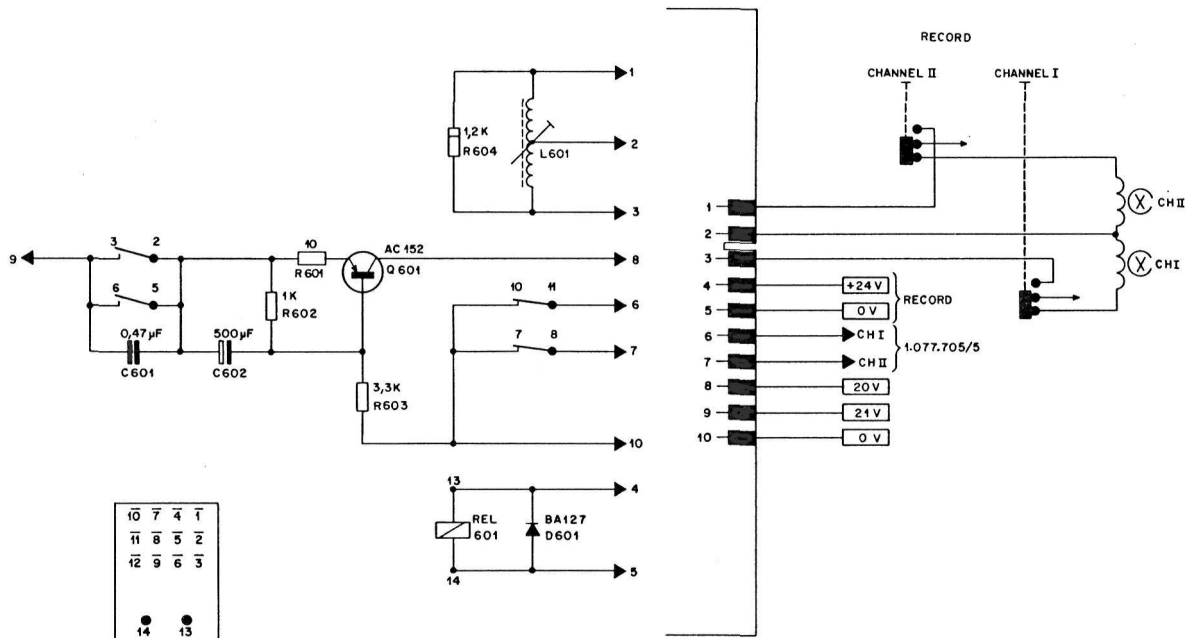 RECORD
CHANNEL II
CHANNEL I
1
1,2K
R604
L601
2
3
9
3
2
10
R601
AC 152
Q 601
8
6
5
1K
R602
10
11
6
0,47µF
C601
500µF
C602
7
8
7
3,3K
R603
10
13
4
REL
601
BA127
D601
14
5
10 7 4 1
11 8 5 2
12 9 6 3
14 13
1
2
3
4 +24V
5 0V
RECORD
6 CH I
7 CH II
1.077.705/5
8 20V
9 21V
10 0V
CH II
CH I